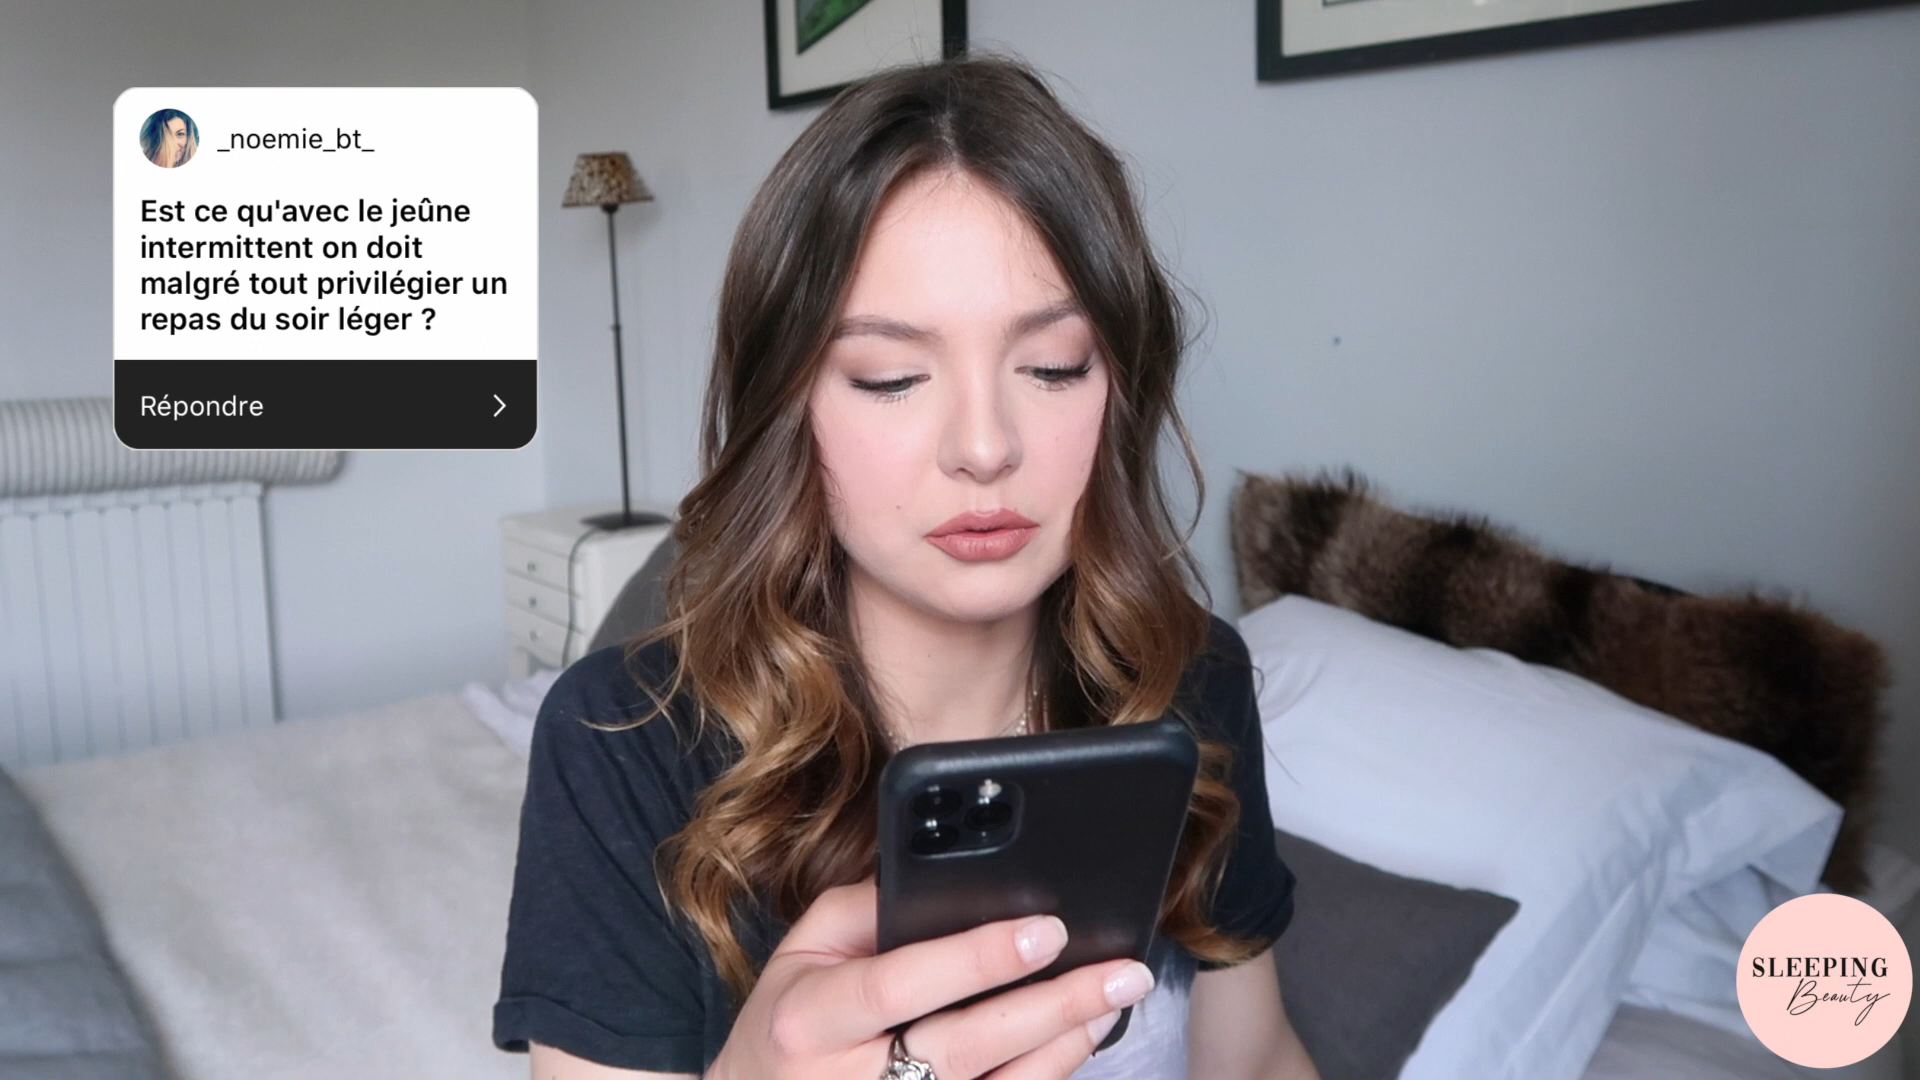 _noemie_bt_
Est ce qu'avec le jeûne
intermittent on doit
malgré tout privilégier un
repas du soir léger ?
Répondre
SLEEPING
Beauty